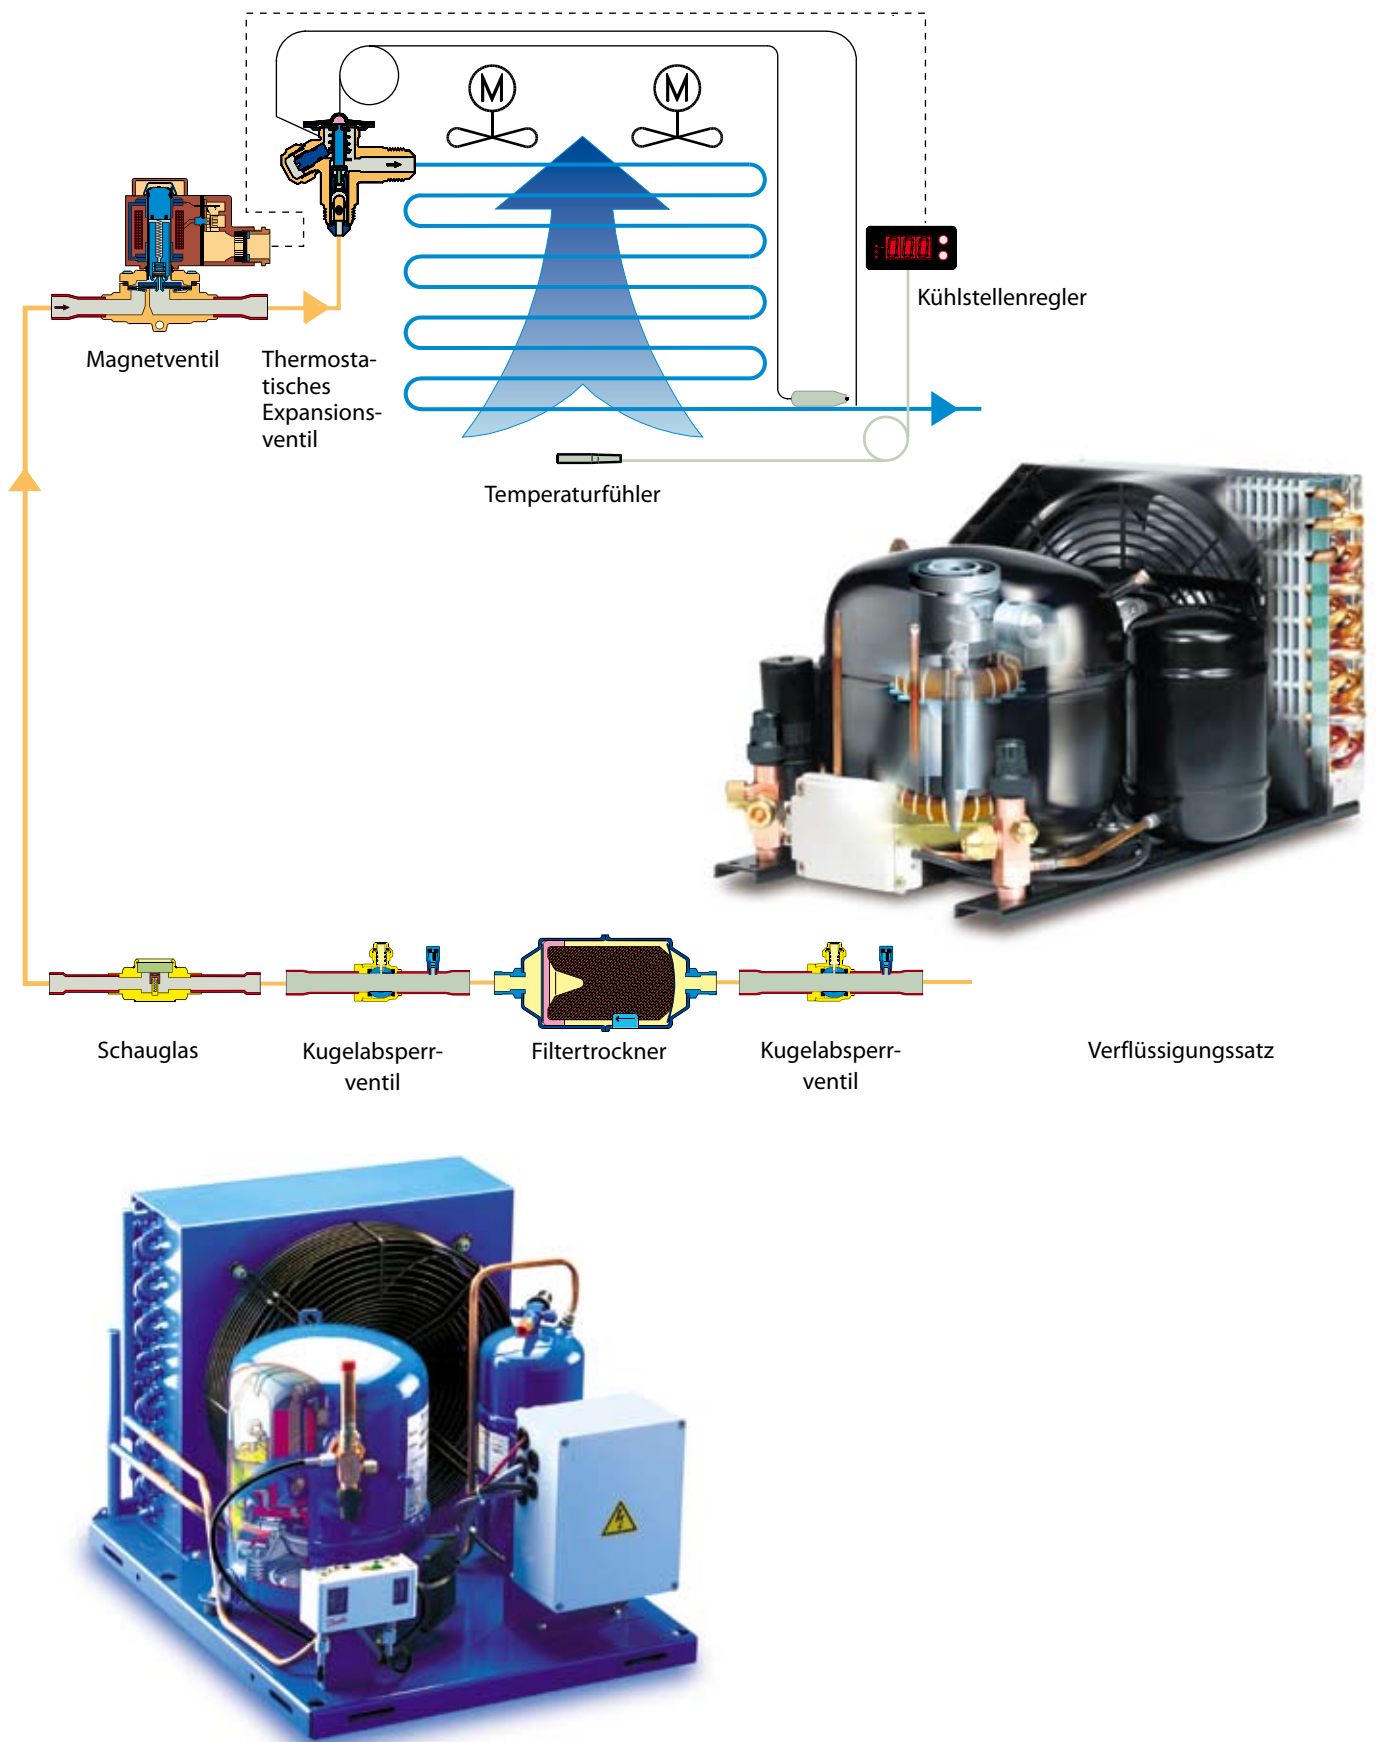 M
M
Kühlstellenregler
Magnetventil
Thermosta-
tisches
Expansions-
ventil
Temperaturfühler
Schauglas
Kugelabsperr-
ventil
Filtertrockner
Kugelabsperr-
ventil
Verflüssigungssatz